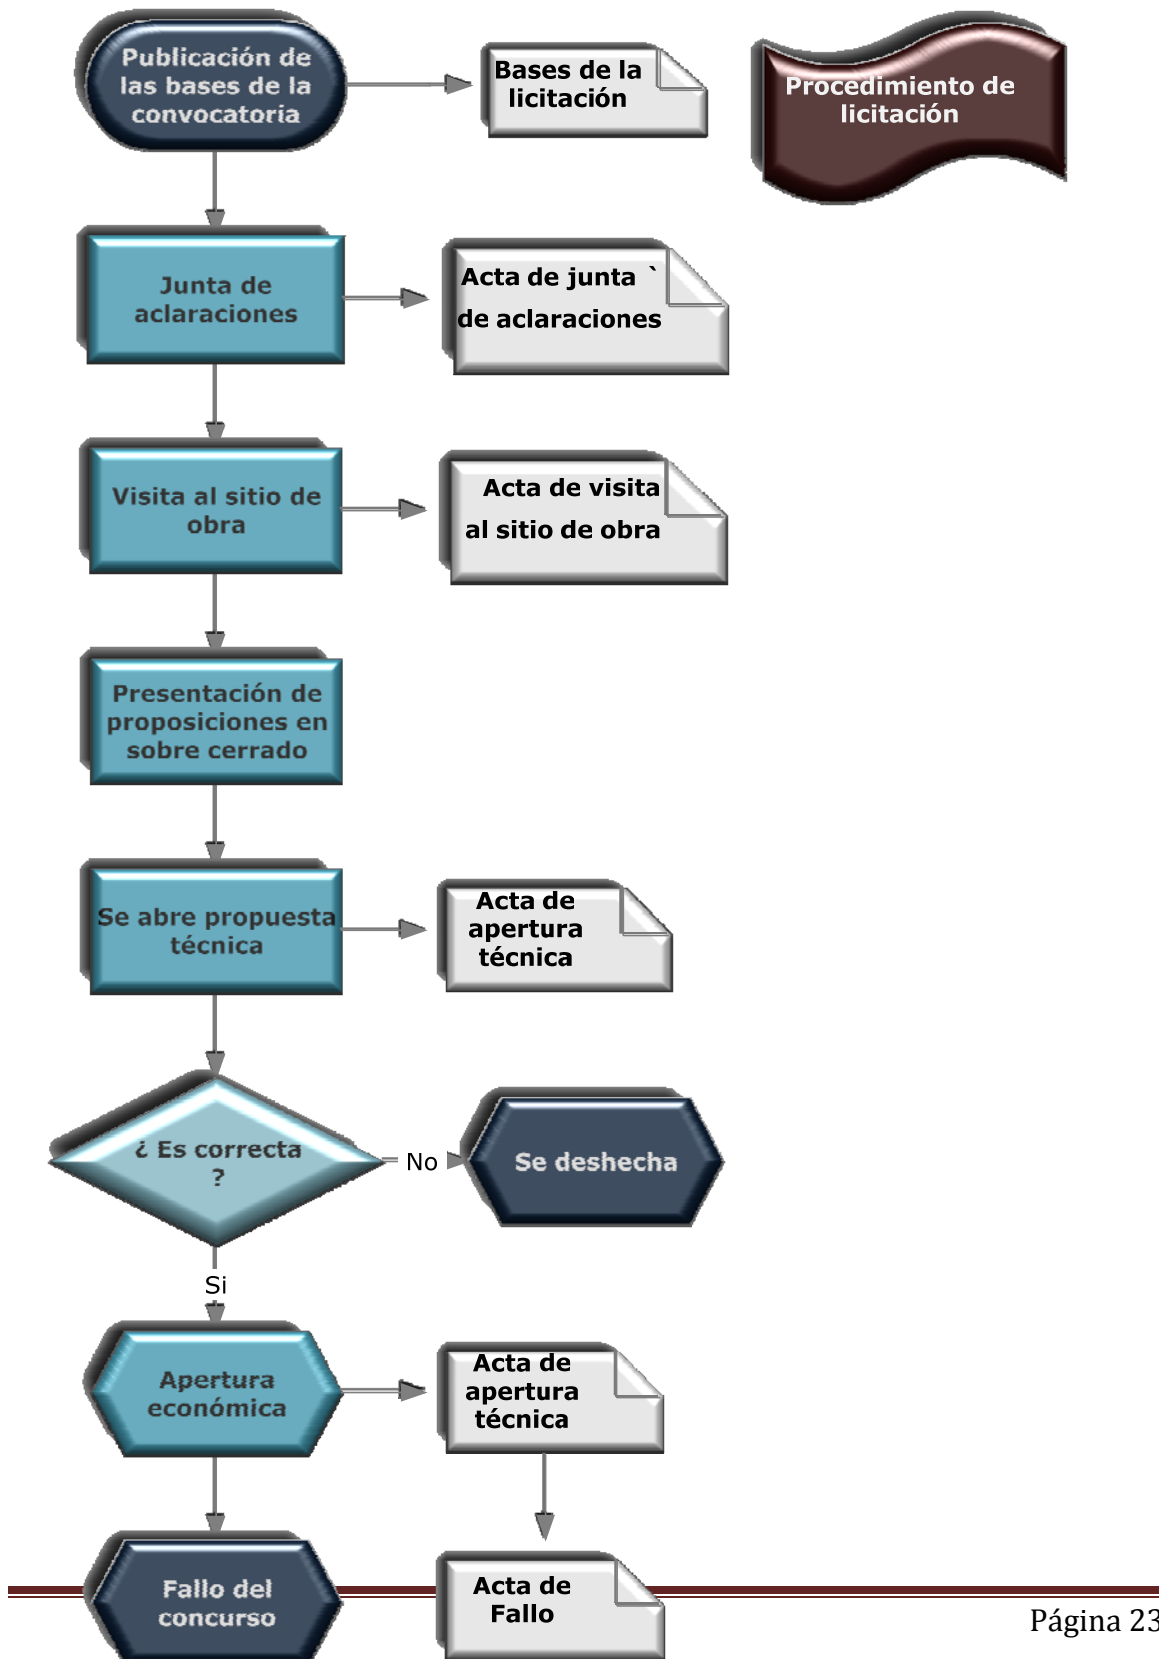 Publicación de
las bases de la
convocatoria
Bases de la
licitación
Procedimiento de
licitación
Junta de
aclaraciones
Acta de junta `
de aclaraciones
Visita al sitio de
obra
Acta de visita
al sitio de obra
Presentación de
proposiciones en
sobre cerrado
Se abre propuesta
técnica
Acta de
apertura
técnica
¿ Es correcta
?
No
Se deshecha
Si
Apertura
económica
Acta de
apertura
técnica
Fallo del
concurso
Acta de
Fallo
Página 23